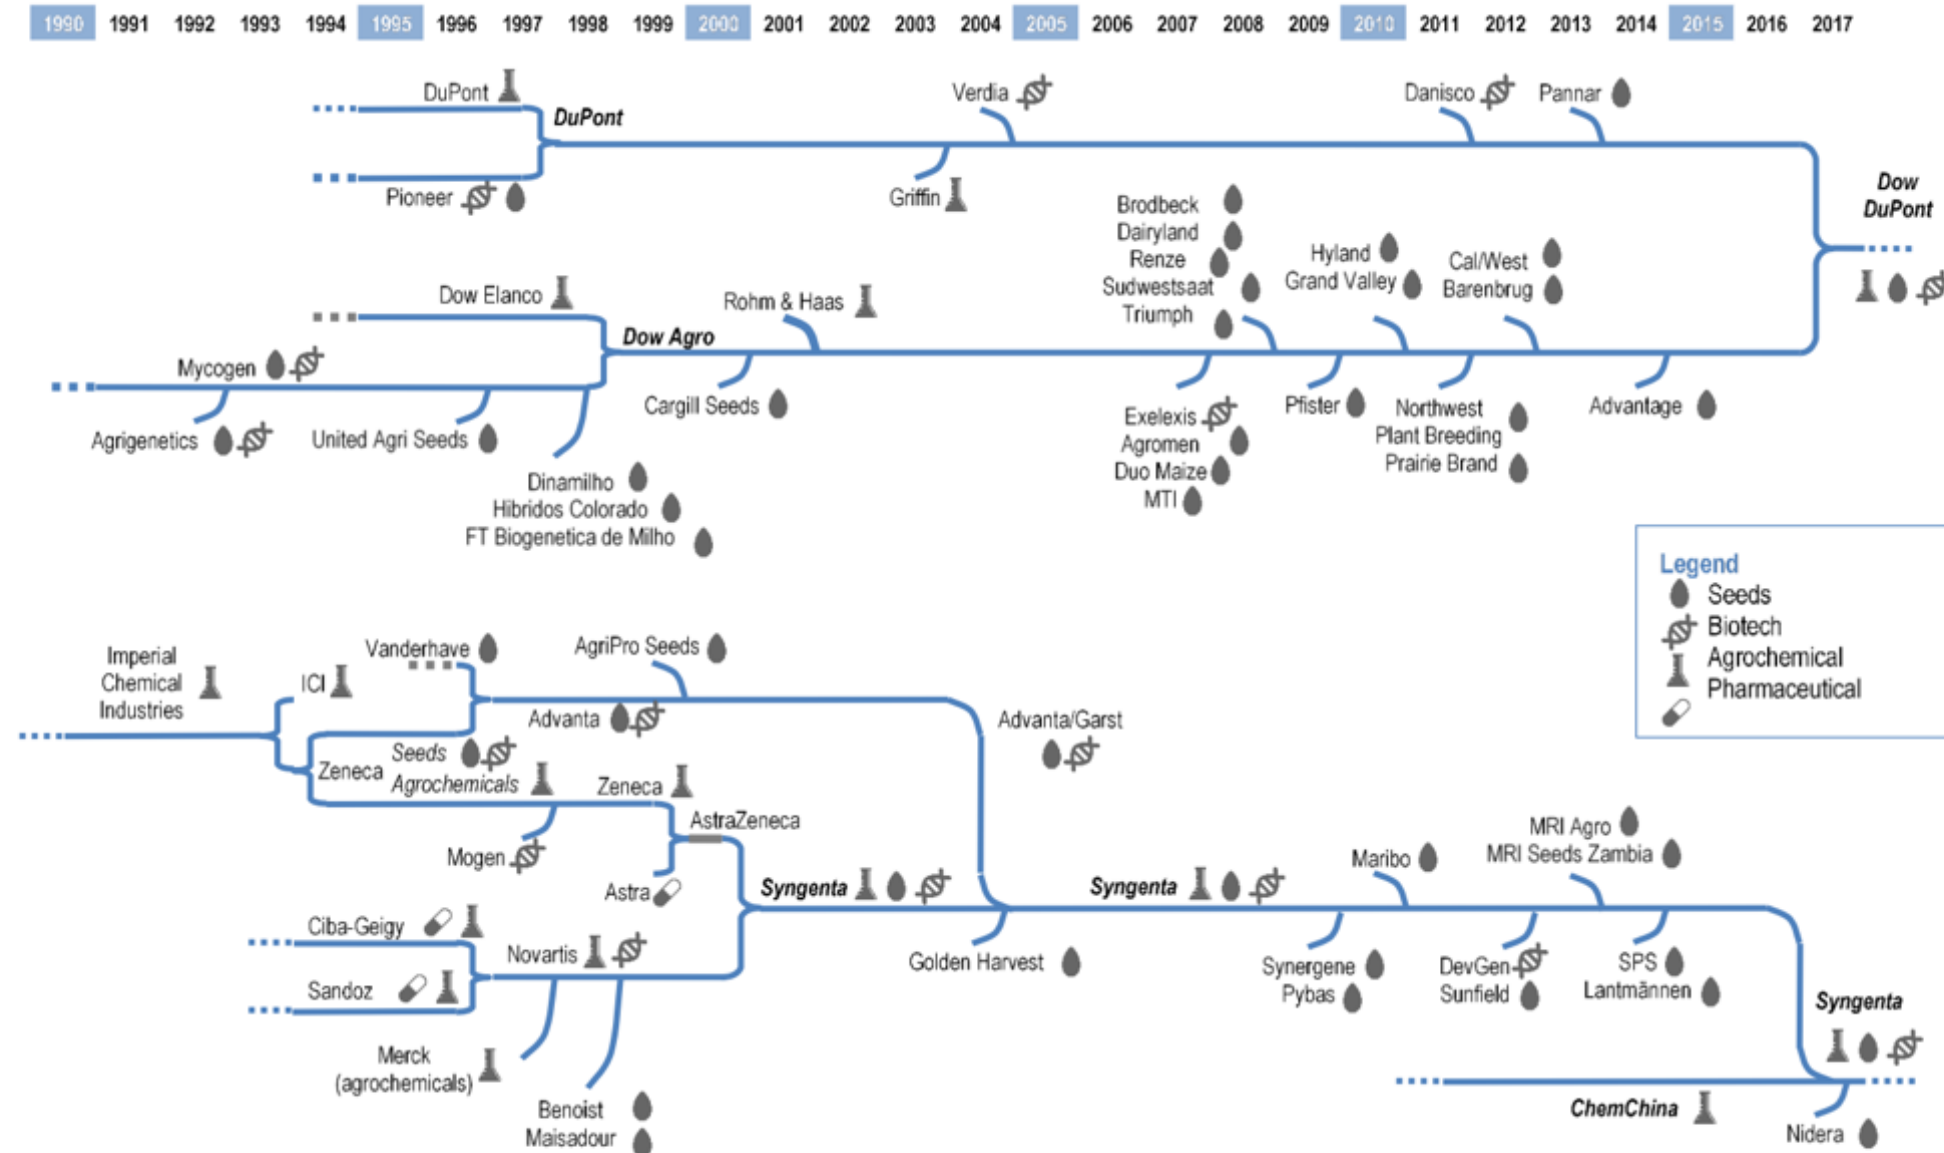 1990 1991 1992 1993 1994 1995 1996 1997 1998 1999 2000 2001 2002 2003 2004 2005 2006 2007 2008 2009 2010 2011 2012 2013 2014 2015 2016 2017
DuPont
DuPont
Pioneer
Verdia
Griffin
Danisco
Pannar
Dow
DuPont
Dow Elanco
Mycogen
Agrigenetics
United Agri Seeds
Dinamilho
Hibridos Colorado
FT Biogenetica de Milho
Dow Agro
Rohm & Haas
Cargill Seeds
Brodbeck
Dairyland
Renze
Sudwestsaat
Triumph
Exelexis
Agromen
Duo Maize
MTI
Hyland
Grand Valley
Pfister
Cal/West
Barenbrug
Northwest
Plant Breeding
Prairie Brand
Advantage
Legend
Seeds
Biotech
Agrochemical
Pharmaceutical
Imperial
Chemical
Industries
ICI
Zeneca
Vanderhave
Seeds
Agrochemicals
AgriPro Seeds
Advanta
Zeneca
Mogen
AstraZeneca
Astra
Advanta/Garst
Ciba-Geigy
Sandoz
Novartis
Merck
(agrochemicals)
Benoist
Maisadour
Syngenta
Golden Harvest
Syngenta
Synergene
Pybas
Maribo
DevGen
Sunfield
MRI Agro
MRI Seeds Zambia
SPS
Lantmännen
Syngenta
ChemChina
Nidera